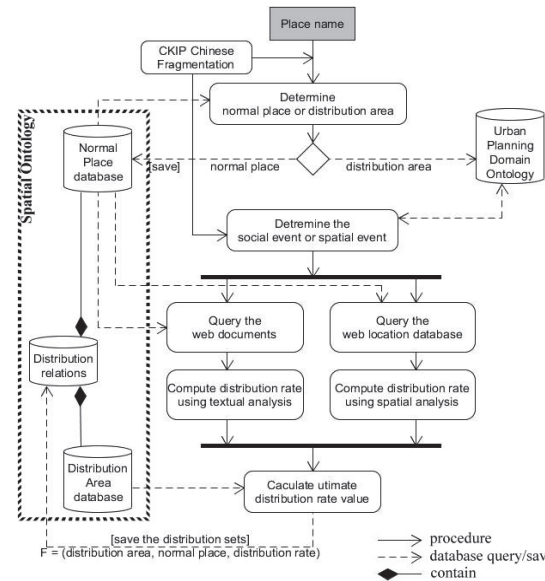 Place name
CKIP Chinese
Fragmentation
Determine
normal place or distribution area
Spatial Ontology
Normal
Place
database
[save]
normal place
distribution area
Urban
Planning
Domain
Ontology
Detremine the
social event or spatial event
Query the
web documents
Query the
web location database
Distribution
relations
Compute distribution rate
using textual analysis
Compute distribution rate
using spatial analysis
Distribution
Area
database
Caculate utimate
distribution rate value
[save the distribution sets]
F = (distribution area, normal place, distribution rate)
procedure
database query/save
contain